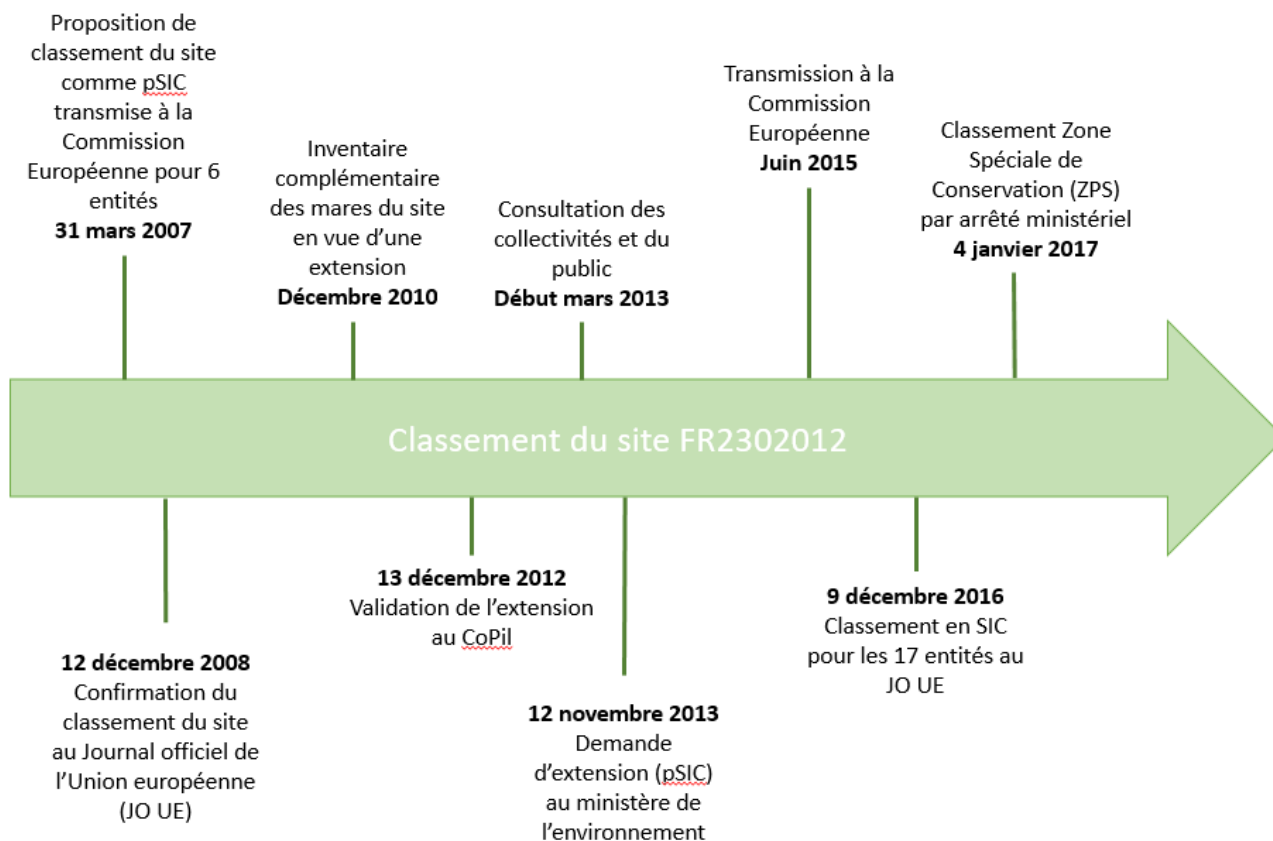 Proposition de
classement du site
comme pSIC
transmise à la
Commission
Européenne pour 6
entités
31 mars 2007
Inventaire
complémentaire
des mares du site
en vue d’une
extension
Décembre 2010
Consultation des
collectivités et du
public
Début mars 2013
Transmission à la
Commission
Européenne
Juin 2015
Classement Zone
Spéciale de
Conservation (ZPS)
par arrêté ministériel
4 janvier 2017
Classement du site FR2302012
12 décembre 2008
Confirmation du
classement du site
au Journal officiel de
l’Union européenne
(JO UE)
13 décembre 2012
Validation de l’extension
au CoPil
12 novembre 2013
Demande
d’extension (pSIC)
au ministère de
l’environnement
9 décembre 2016
Classement en SIC
pour les 17 entités au
JO UE